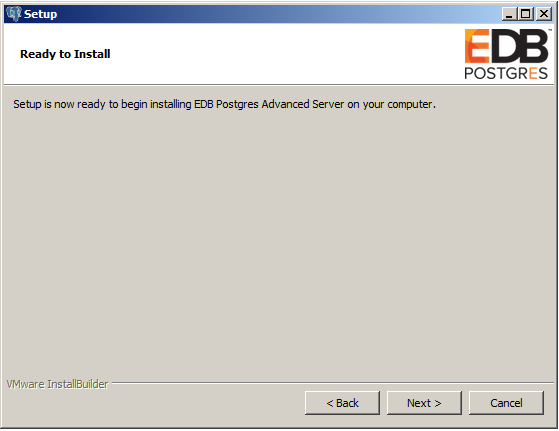 Setup
Ready to Install
EDB™
POSTGRES
Setup is now ready to begin installing EDB Postgres Advanced Server on your computer.
VMware InstallBuilder
< Back
Next >
Cancel